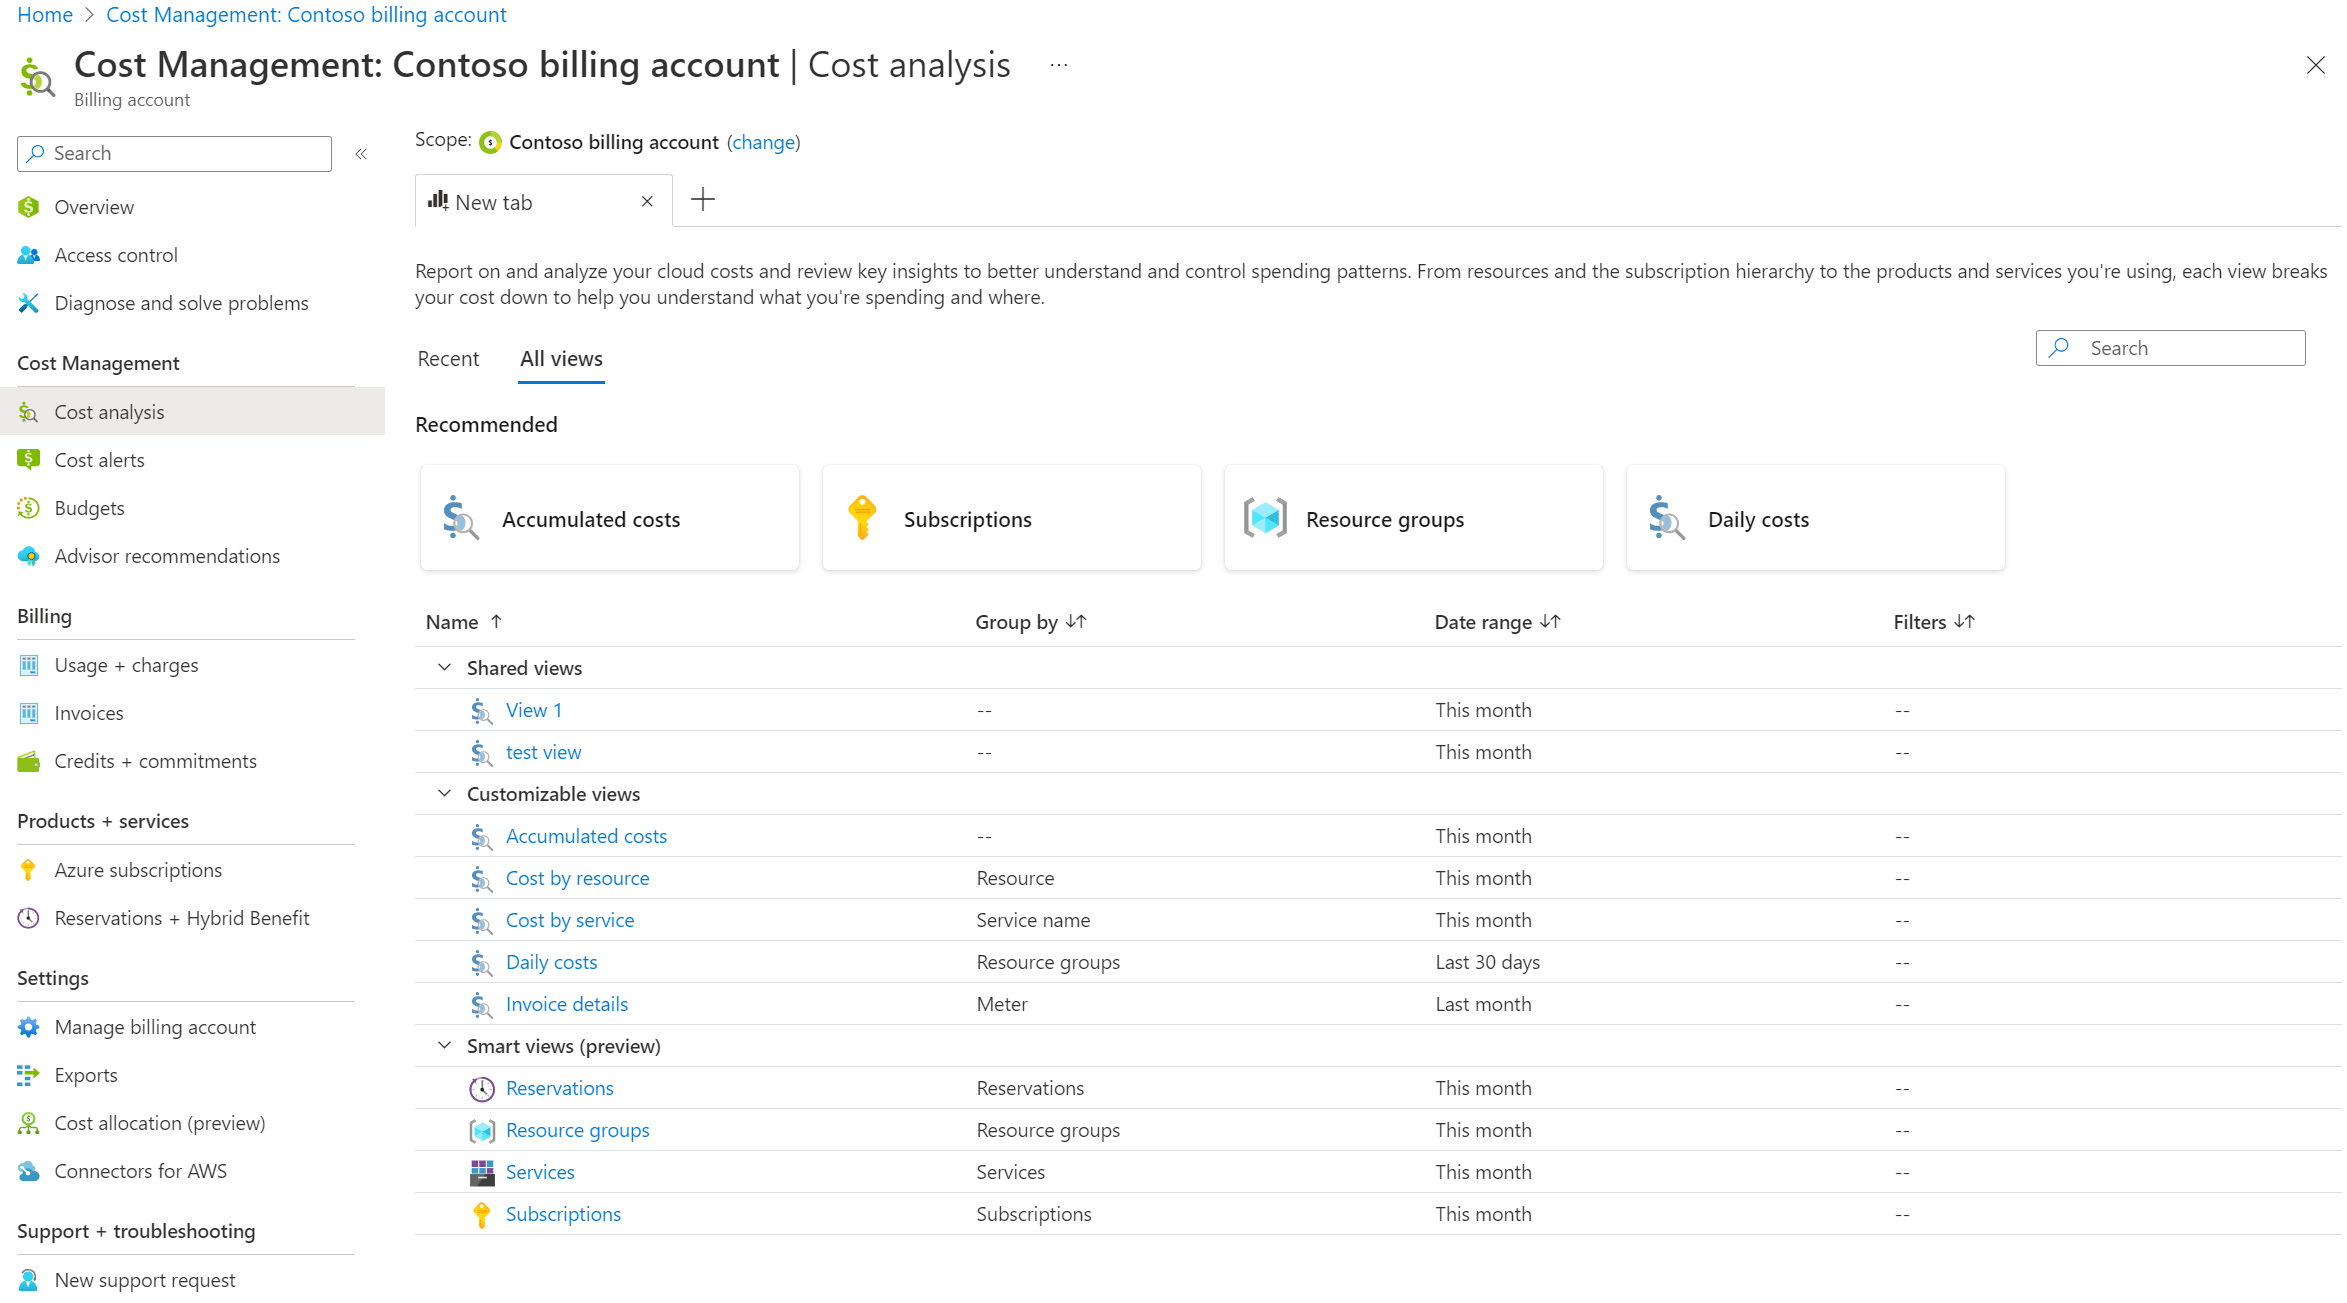 Home > Cost Management: Contoso billing account
Cost Management: Contoso billing account | Cost analysis ...
Billing account
Search «
Overview
Access control
Diagnose and solve problems
Cost Management
Cost analysis
Cost alerts
Budgets
Advisor recommendations
Billing
Usage + charges
Invoices
Credits + commitments
Products + services
Azure subscriptions
Reservations + Hybrid Benefit
Settings
Manage billing account
Exports
Cost allocation (preview)
Connectors for AWS
Support + troubleshooting
New support request
Scope: Contoso billing account (change)
New tab
Report on and analyze your cloud costs and review key insights to better understand and control spending patterns. From resources and the subscription hierarchy to the products and services you're using, each view breaks
your cost down to help you understand what you're spending and where.
Recent All views Search
Recommended
Accumulated costs Subscriptions Resource groups Daily costs
Name ↑ Group by ↓↑ Date range ↓↑ Filters ↓↑
Shared views
View 1 -- This month --
test view -- This month --
Customizable views
Accumulated costs -- This month --
Cost by resource Resource This month --
Cost by service Service name This month --
Daily costs Resource groups Last 30 days --
Invoice details Meter Last month --
Smart views (preview)
Reservations Reservations This month --
Resource groups Resource groups This month --
Services Services This month --
Subscriptions Subscriptions This month --